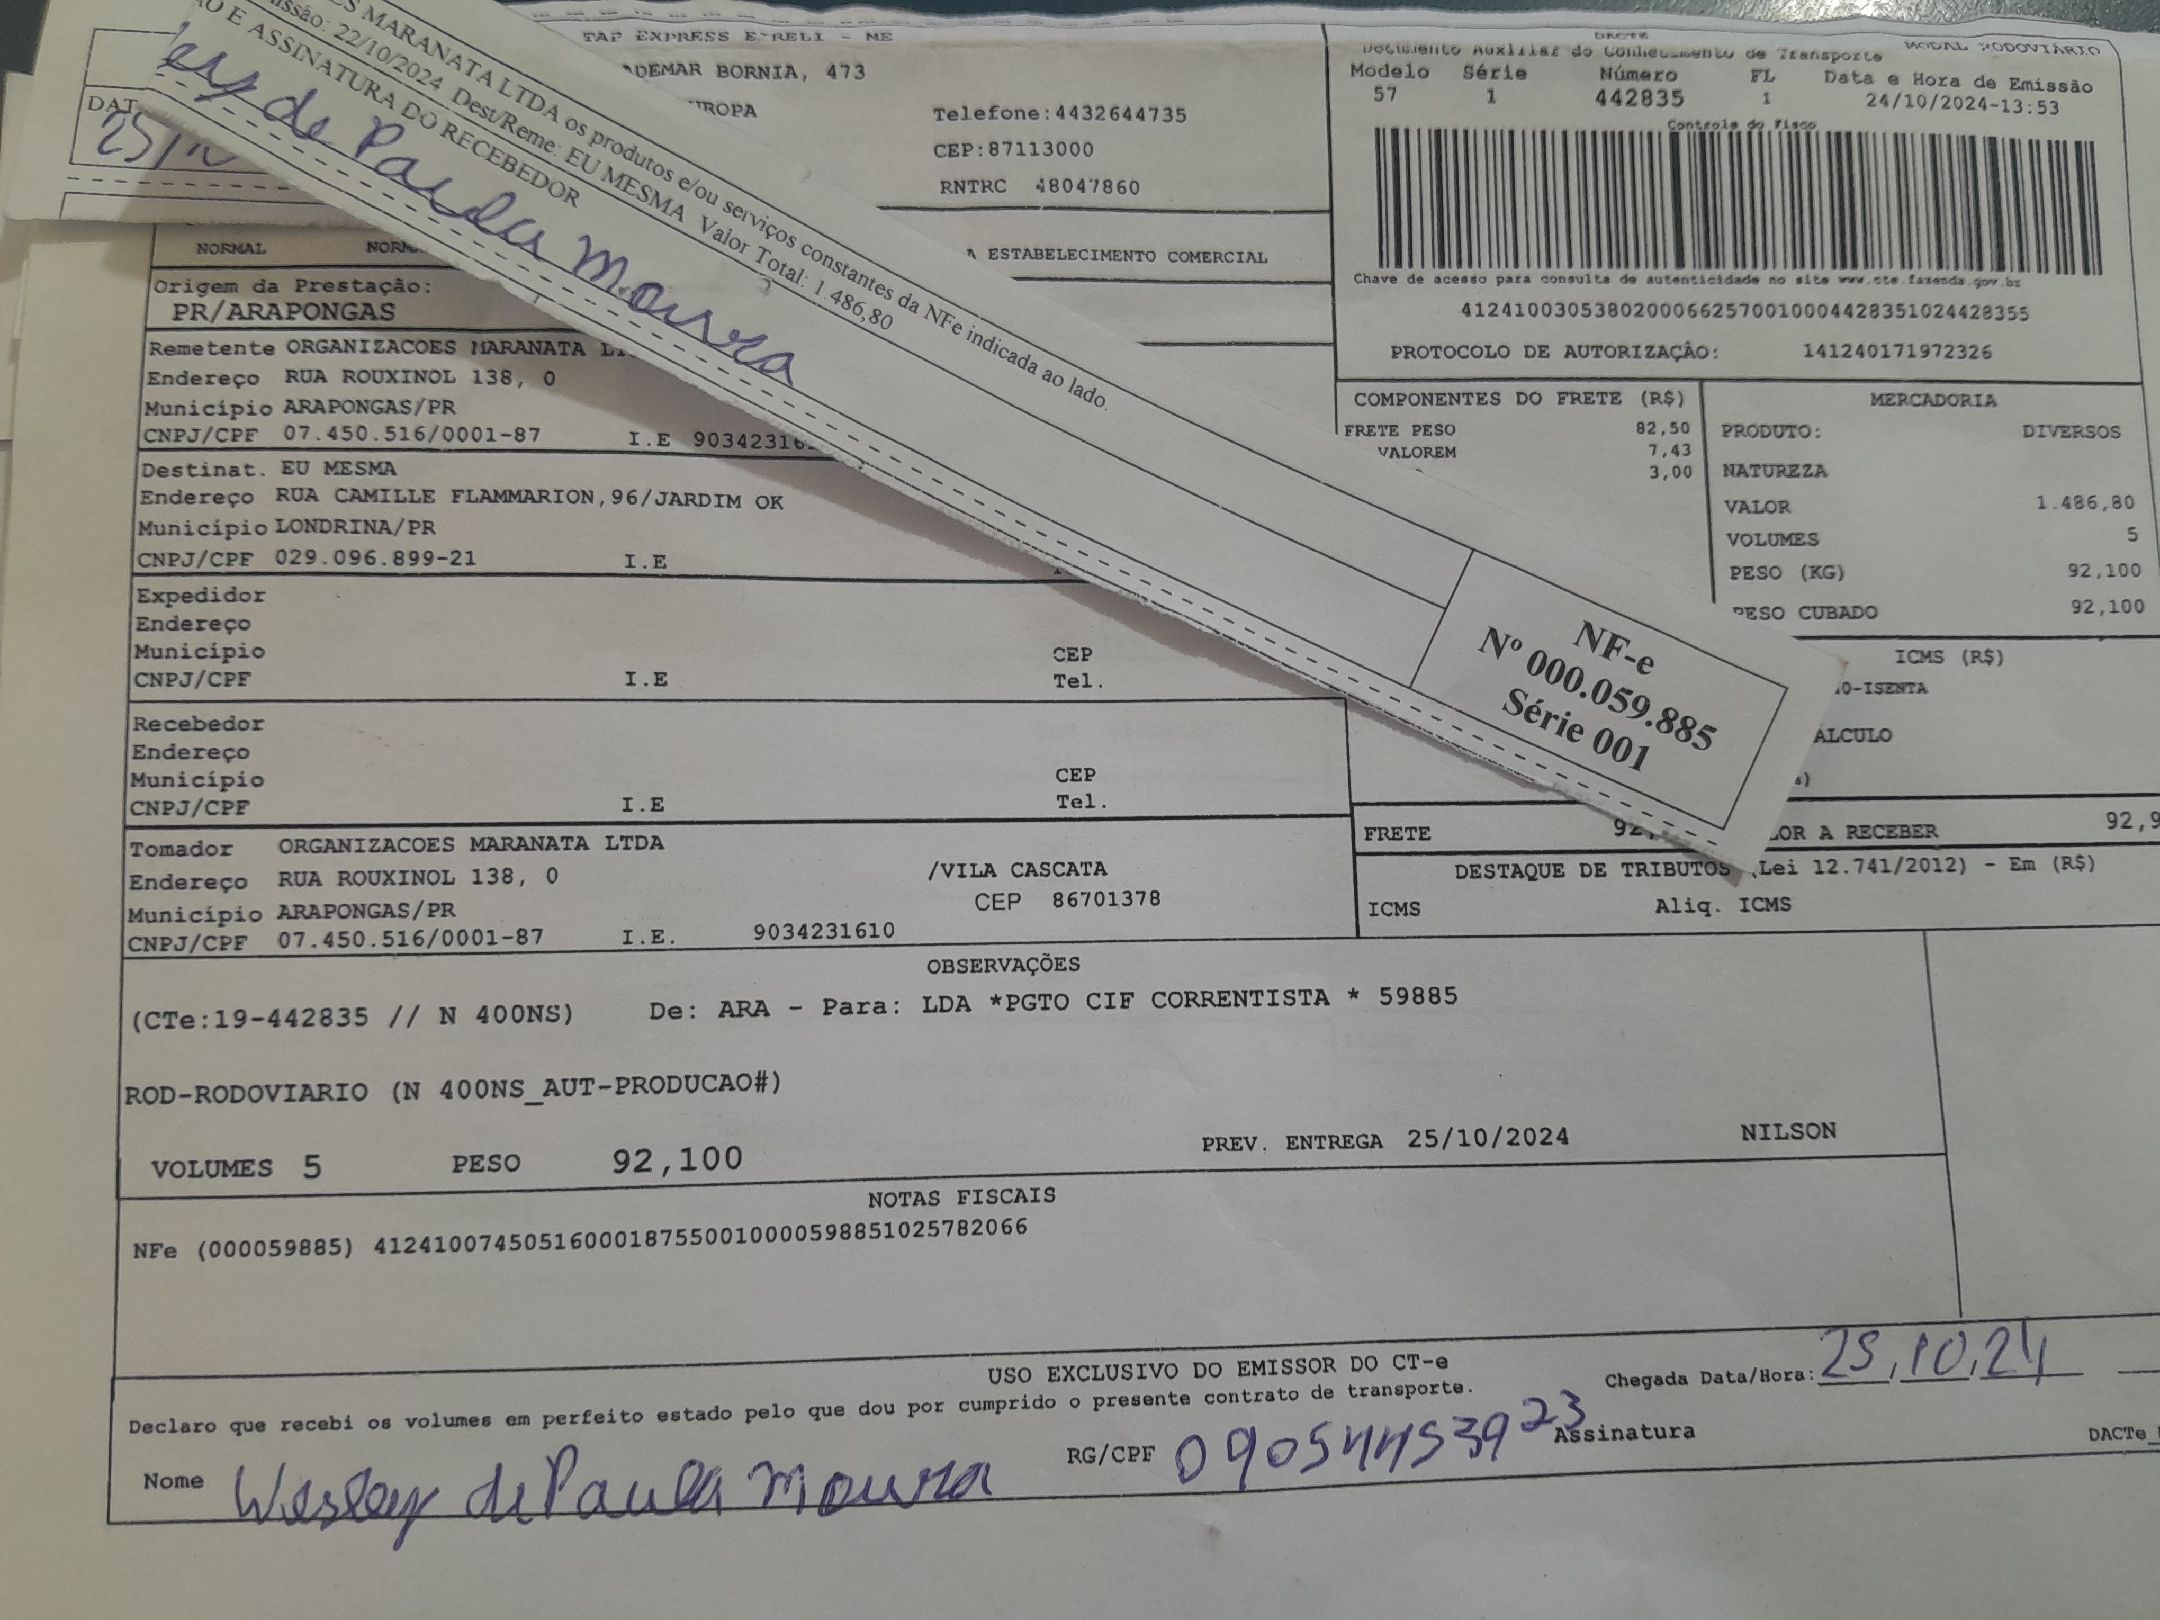 ES MARANATA LTDA os produtos e/ou serviços constantes da NFe indicada ao lado.
22/10/2024 Dest/Reme: EU MESMA Valor Total: 1.486,80
E ASSINATURA DO RECEBEDOR
de Paula Moura
NF-e
Nº 000.059.885
Série 001
TAP EXPRESS - ME
ADEMAR BORNIA, 473
Telefone:4432644735
CEP:87113000
RNTRC 48047860
DACTE
Documento Auxiliar do Conhecimento de Transporte
MODAL RODOVIÁRIO
Modelo Série Número FL Data e Hora de Emissão
57 1 442835 1 24/10/2024-13:53
Controle do Fisco
Chave de acesso para consulta de autenticidade no site www.cte.fazenda.gov.br
41241003053802000662570010004428351024428355
PROTOCOLO DE AUTORIZAÇÂO: 141240171972326
NORMAL
ESTABELECIMENTO COMERCIAL
Origem da Prestação:
PR/ARAPONGAS
Remetente ORGANIZACOES MARANATA
Endereço RUA ROUXINOL 138, 0
Município ARAPONGAS/PR
CNPJ/CPF 07.450.516/0001-87 I.E
COMPONENTES DO FRETE (R$)
FRETE PESO 82,50
VALOREM 7,43
3,00
MERCADORIA
PRODUTO: DIVERSOS
NATUREZA
VALOR 1.486,80
VOLUMES 5
PESO (KG) 92,100
PESO CUBADO 92,100
Destinat. EU MESMA
Endereço RUA CAMILLE FLAMMARION,96/JARDIM OK
Município LONDRINA/PR
CNPJ/CPF 029.096.899-21 I.E
Expedidor
Endereço
Município CEP
CNPJ/CPF I.E Tel.
ICMS (R$)
ISENTA
Recebedor
Endereço
Município CEP
CNPJ/CPF I.E Tel.
FRETE A RECEBER
Tomador ORGANIZACOES MARANATA LTDA
Endereço RUA ROUXINOL 138, 0 /VILA CASCATA
Município ARAPONGAS/PR CEP 86701378
CNPJ/CPF 07.450.516/0001-87 I.E. 9034231610
DESTAQUE DE TRIBUTOS (Lei 12.741/2012) - Em (R$)
ICMS Aliq. ICMS
OBSERVAÇÕES
(CTe:19-442835 // N 400NS) De: ARA - Para: LDA *PGTO CIF CORRENTISTA * 59885
ROD-RODOVIARIO (N 400NS_AUT-PRODUCAO#)
VOLUMES 5 PESO 92,100 PREV. ENTREGA 25/10/2024 NILSON
NOTAS FISCAIS
NFe (000059885) 41241007450516000187550010000598851025782066
USO EXCLUSIVO DO EMISSOR DO CT-e
Declaro que recebi os volumes em perfeito estado pelo que dou por cumprido o presente contrato de transporte.
Chegada Data/Hora: 25,10,24
Nome Wesley de Paula Moura RG/CPF 09054453923 Assinatura